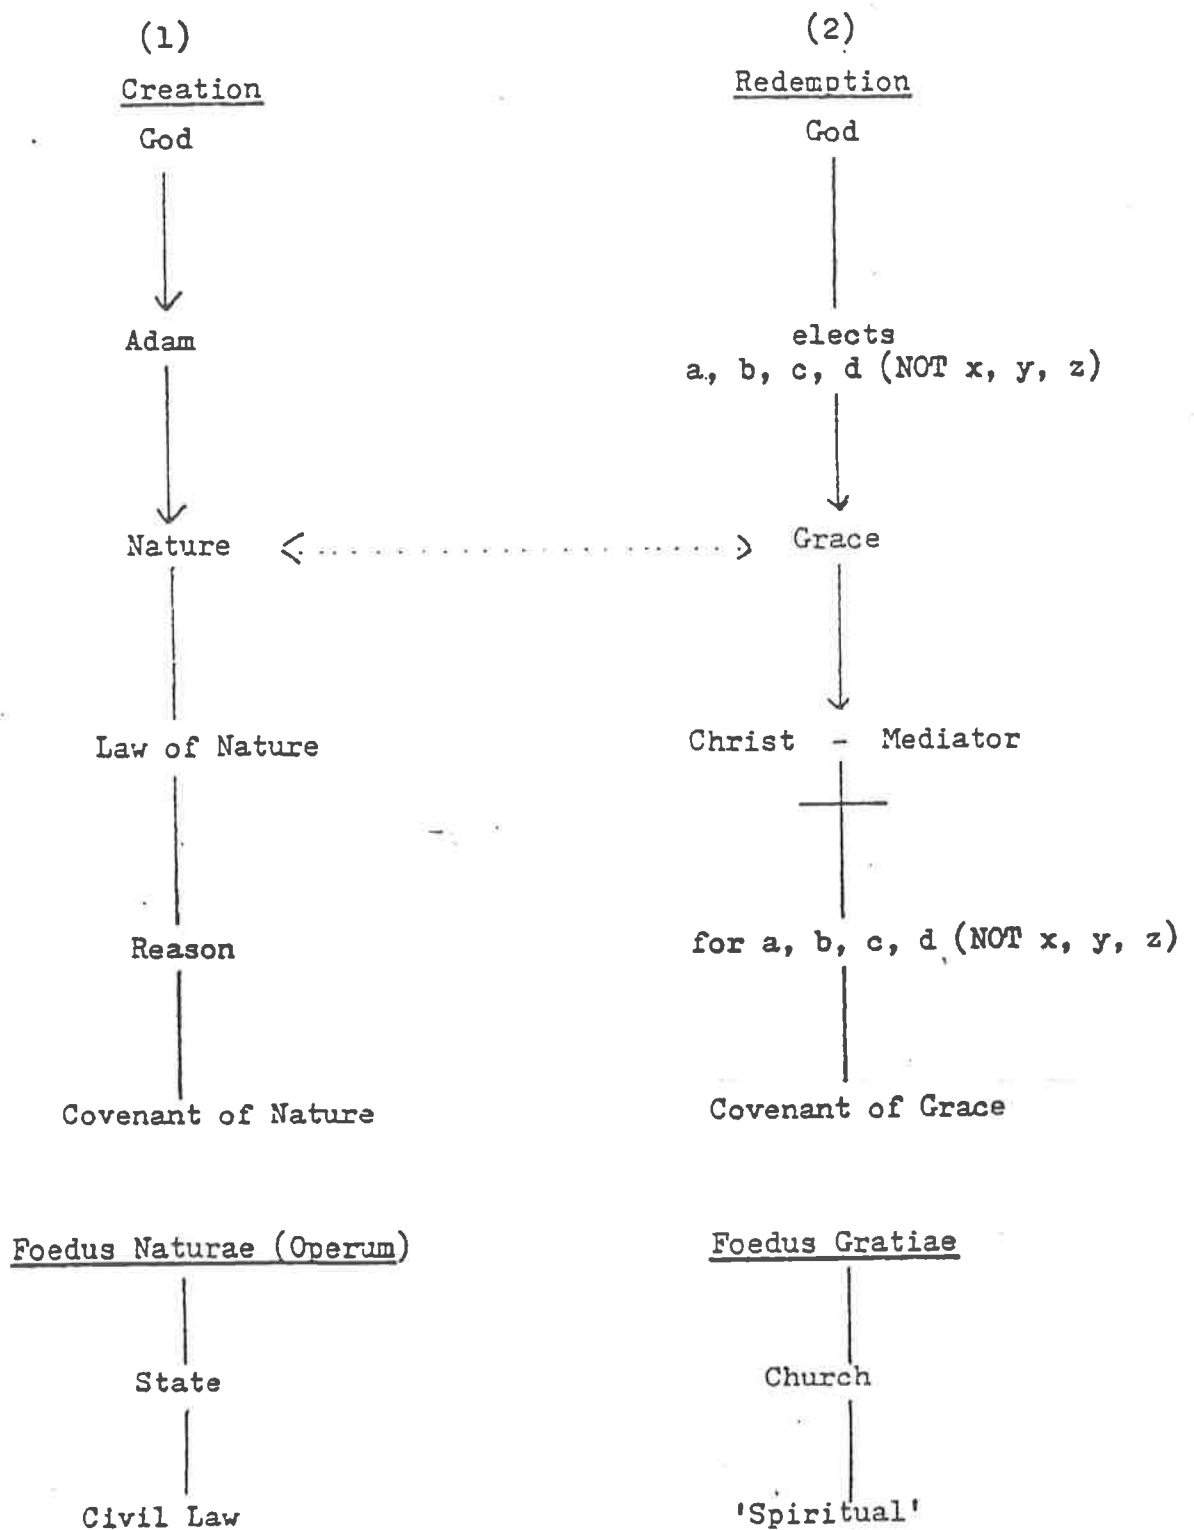 (1)
Creation
God
Adam
Nature
Law of Nature
Reason
Covenant of Nature
Foedus Naturae (Operum)
State
Civil Law
(2)
Redemption
God
elects
a, b, c, d (NOT x, y, z)
Grace
Christ - Mediator
for a, b, c, d (NOT x, y, z)
Covenant of Grace
Foedus Gratiae
Church
'Spiritual'